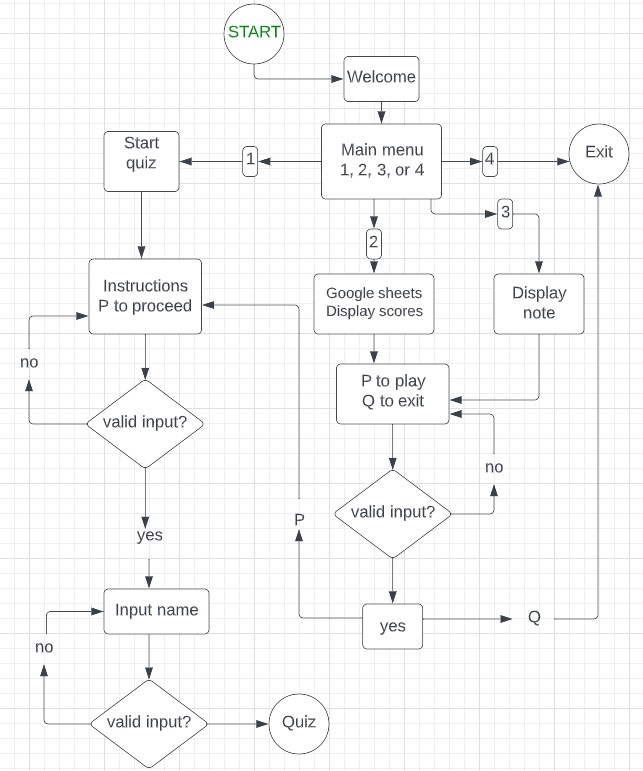 START
Welcome
Start
quiz
1
Main menu
1, 2, 3, or 4
4
Exit
3
2
Instructions
P to proceed
Google sheets
Display scores
Display
note
no
P to play
Q to exit
valid input?
no
valid input?
P
yes
Input name
yes
Q
no
valid input?
Quiz